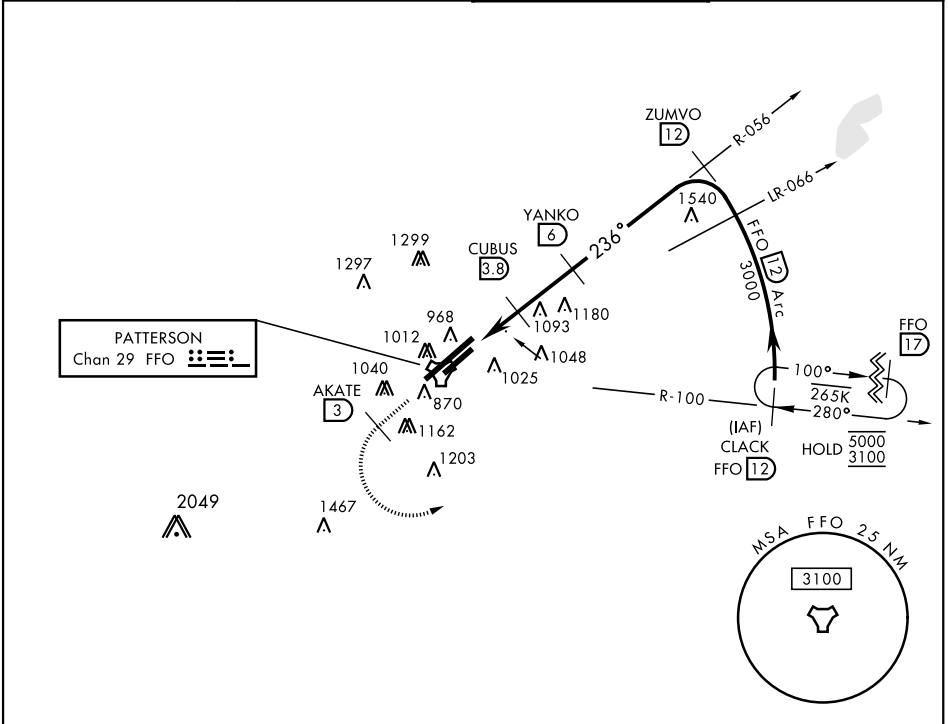 ZUMVO
12
R-056
LR-066
1540
YANKO
6
236°
FFO 12 Arc
3000
CUBUS
3.8
1299
1297
1180
1093
968
1012
1048
1025
PATTERSON
Chan 29 FFO
1040
AKATE
3
870
1162
1203
R-100
FFO
17
100°
265K
280°
(IAF)
CLACK
FFO 12
HOLD 5000
3100
2049
1467
MSA FFO 25 NM
3100